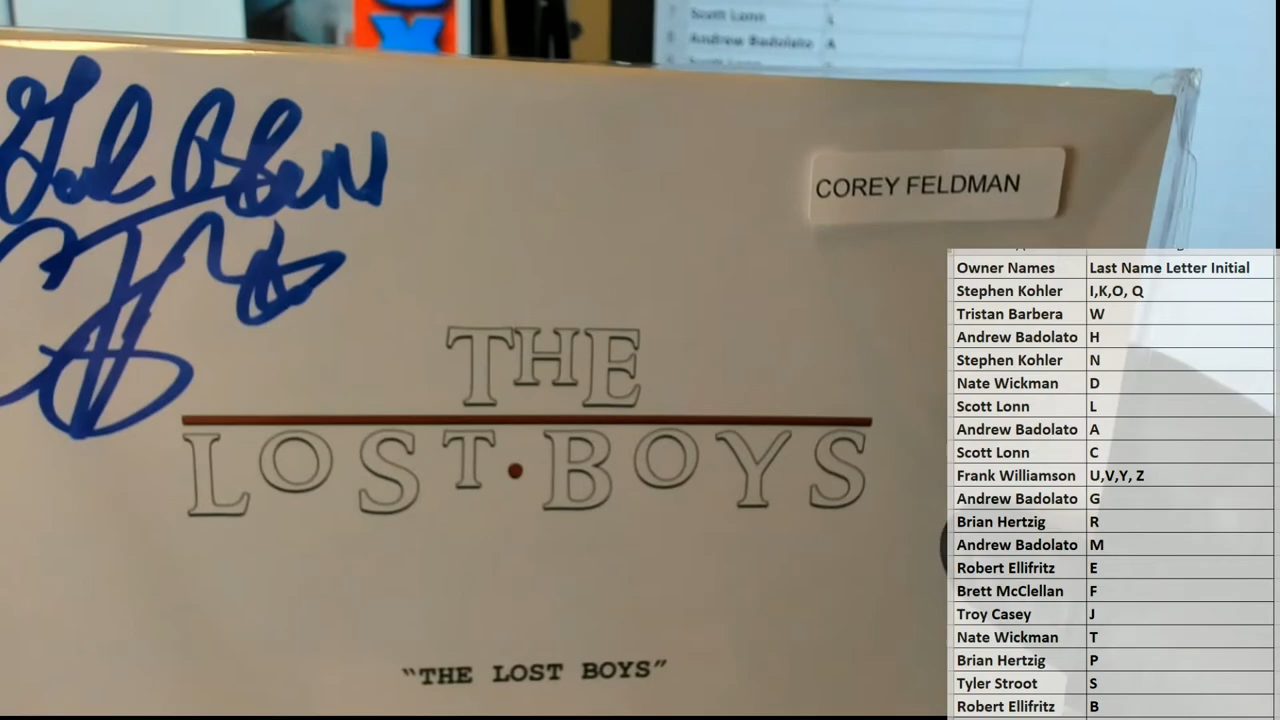 Scott Lonn L
8 Andrew Badolato A
COREY FELDMAN
THE
LOST·BOYS
"THE LOST BOYS"
Owner Names Last Name Letter Initial
Stephen Kohler I,K,O, Q
Tristan Barbera W
Andrew Badolato H
Stephen Kohler N
Nate Wickman D
Scott Lonn L
Andrew Badolato A
Scott Lonn C
Frank Williamson U,V,Y, Z
Andrew Badolato G
Brian Hertzig R
Andrew Badolato M
Robert Ellifritz E
Brett McClellan F
Troy Casey J
Nate Wickman T
Brian Hertzig P
Tyler Stroot S
Robert Ellifritz B